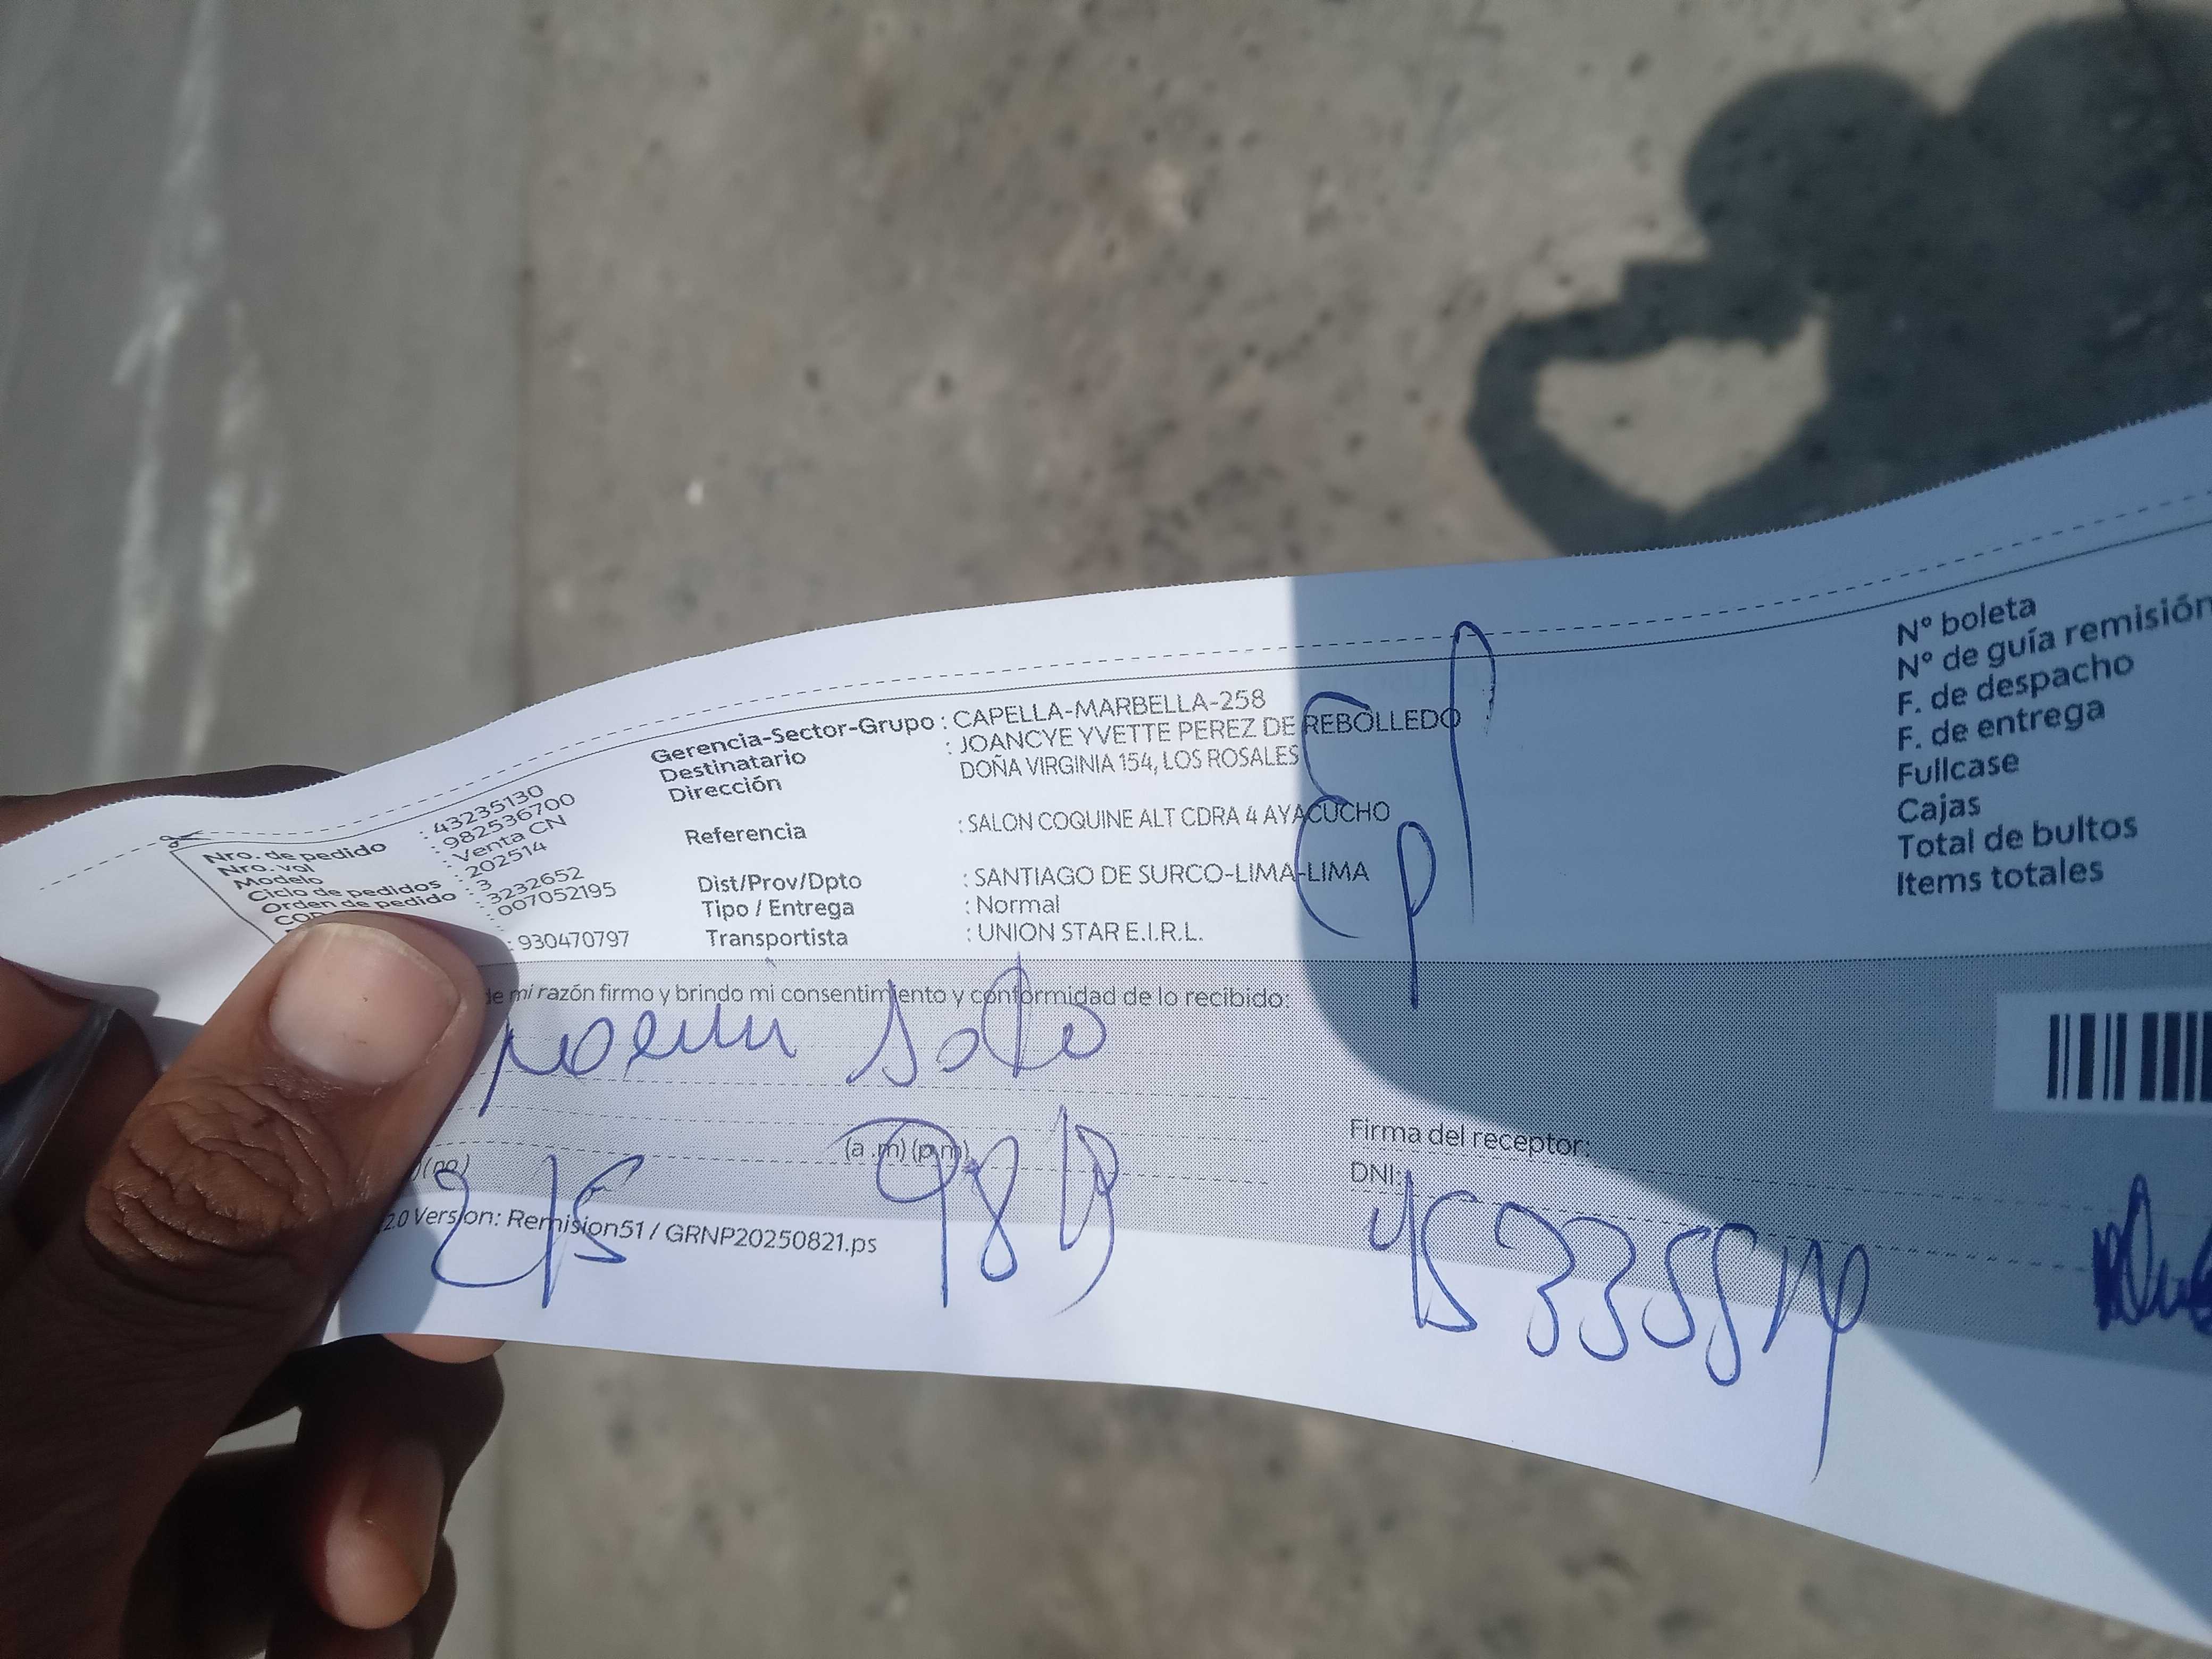 Nro. de pedido : 43235130
Nro. vol : 982536700
Modelo : Venta CN
Ciclo de pedidos : 202514
Orden de pedido : 3
COD : 3232652
: 007052195
: 930470797
Gerencia-Sector-Grupo : CAPELLA-MARBELLA-258
Destinatario : JOANCYE YVETTE PEREZ DE REBOLLEDO
Dirección DOÑA VIRGINIA 154, LOS ROSALES
Referencia : SALON COQUINE ALT CDRA 4 AYACUCHO
Dist/Prov/Dpto : SANTIAGO DE SURCO-LIMA-LIMA
Tipo / Entrega : Normal
Transportista : UNION STAR E.I.R.L.
N° boleta
N° de guía remisión
F. de despacho
F. de entrega
Fullcase
Cajas
Total de bultos
Items totales
de mi razón firmo y brindo mi consentimiento y conformidad de lo recibido:
noemi soto
(a .m) (p.m)
Firma del receptor:
DNI:
2.0 Version: Remision51 / GRNP20250821.ps